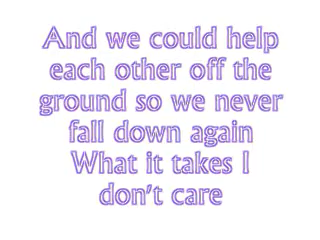 And we could help
each other off the
ground so we never
fall down again
What it takes I
don't care